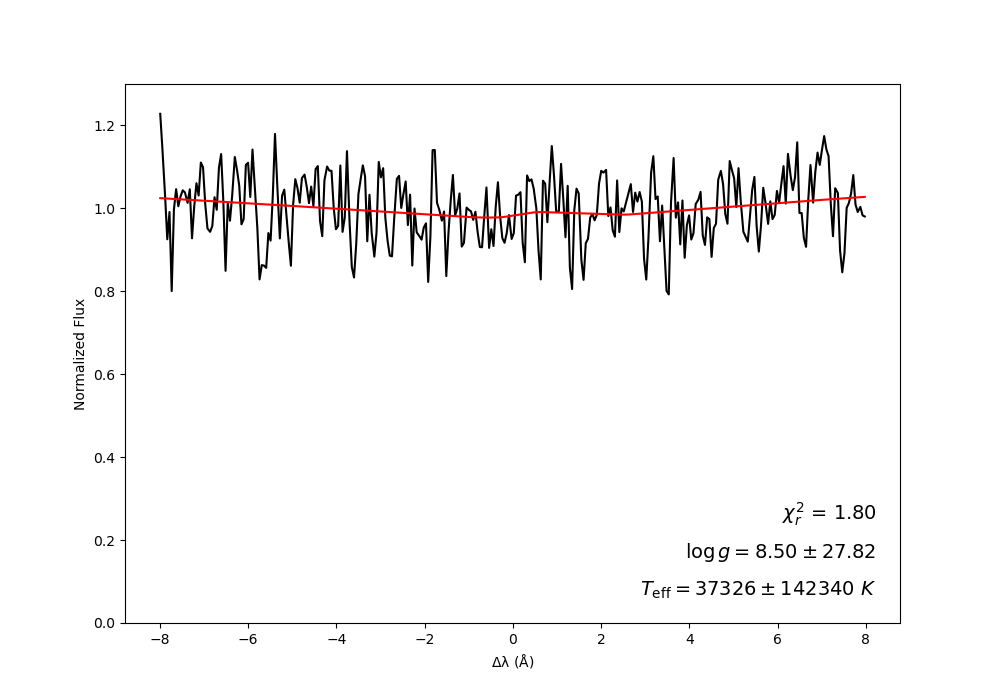 1.2
1.0
0.8
0.6
0.4
0.2
0.0
Normalized Flux
χ²ᵣ = 1.80
log g = 8.50 ± 27.82
T_eff = 37326 ± 142340 K
−8 −6 −4 −2 0 2 4 6 8
Δλ (Å)